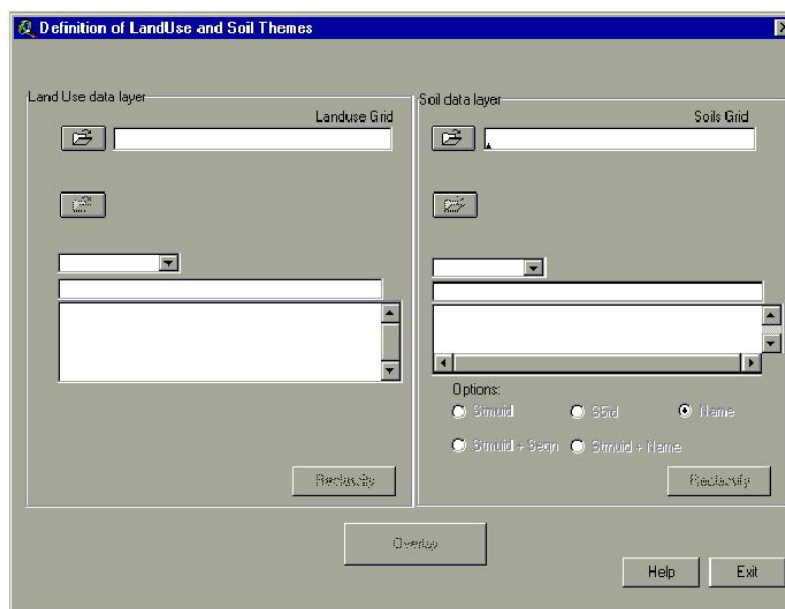 Definition of LandUse and Soil Themes
Land Use data layer
Landuse Grid
Soil data layer
Soils Grid
Options:
Stmuid
S5id
Name
Stmuid + Seqn
Stmuid + Name
Reclassify
Reclassify
Overlay
Help
Exit